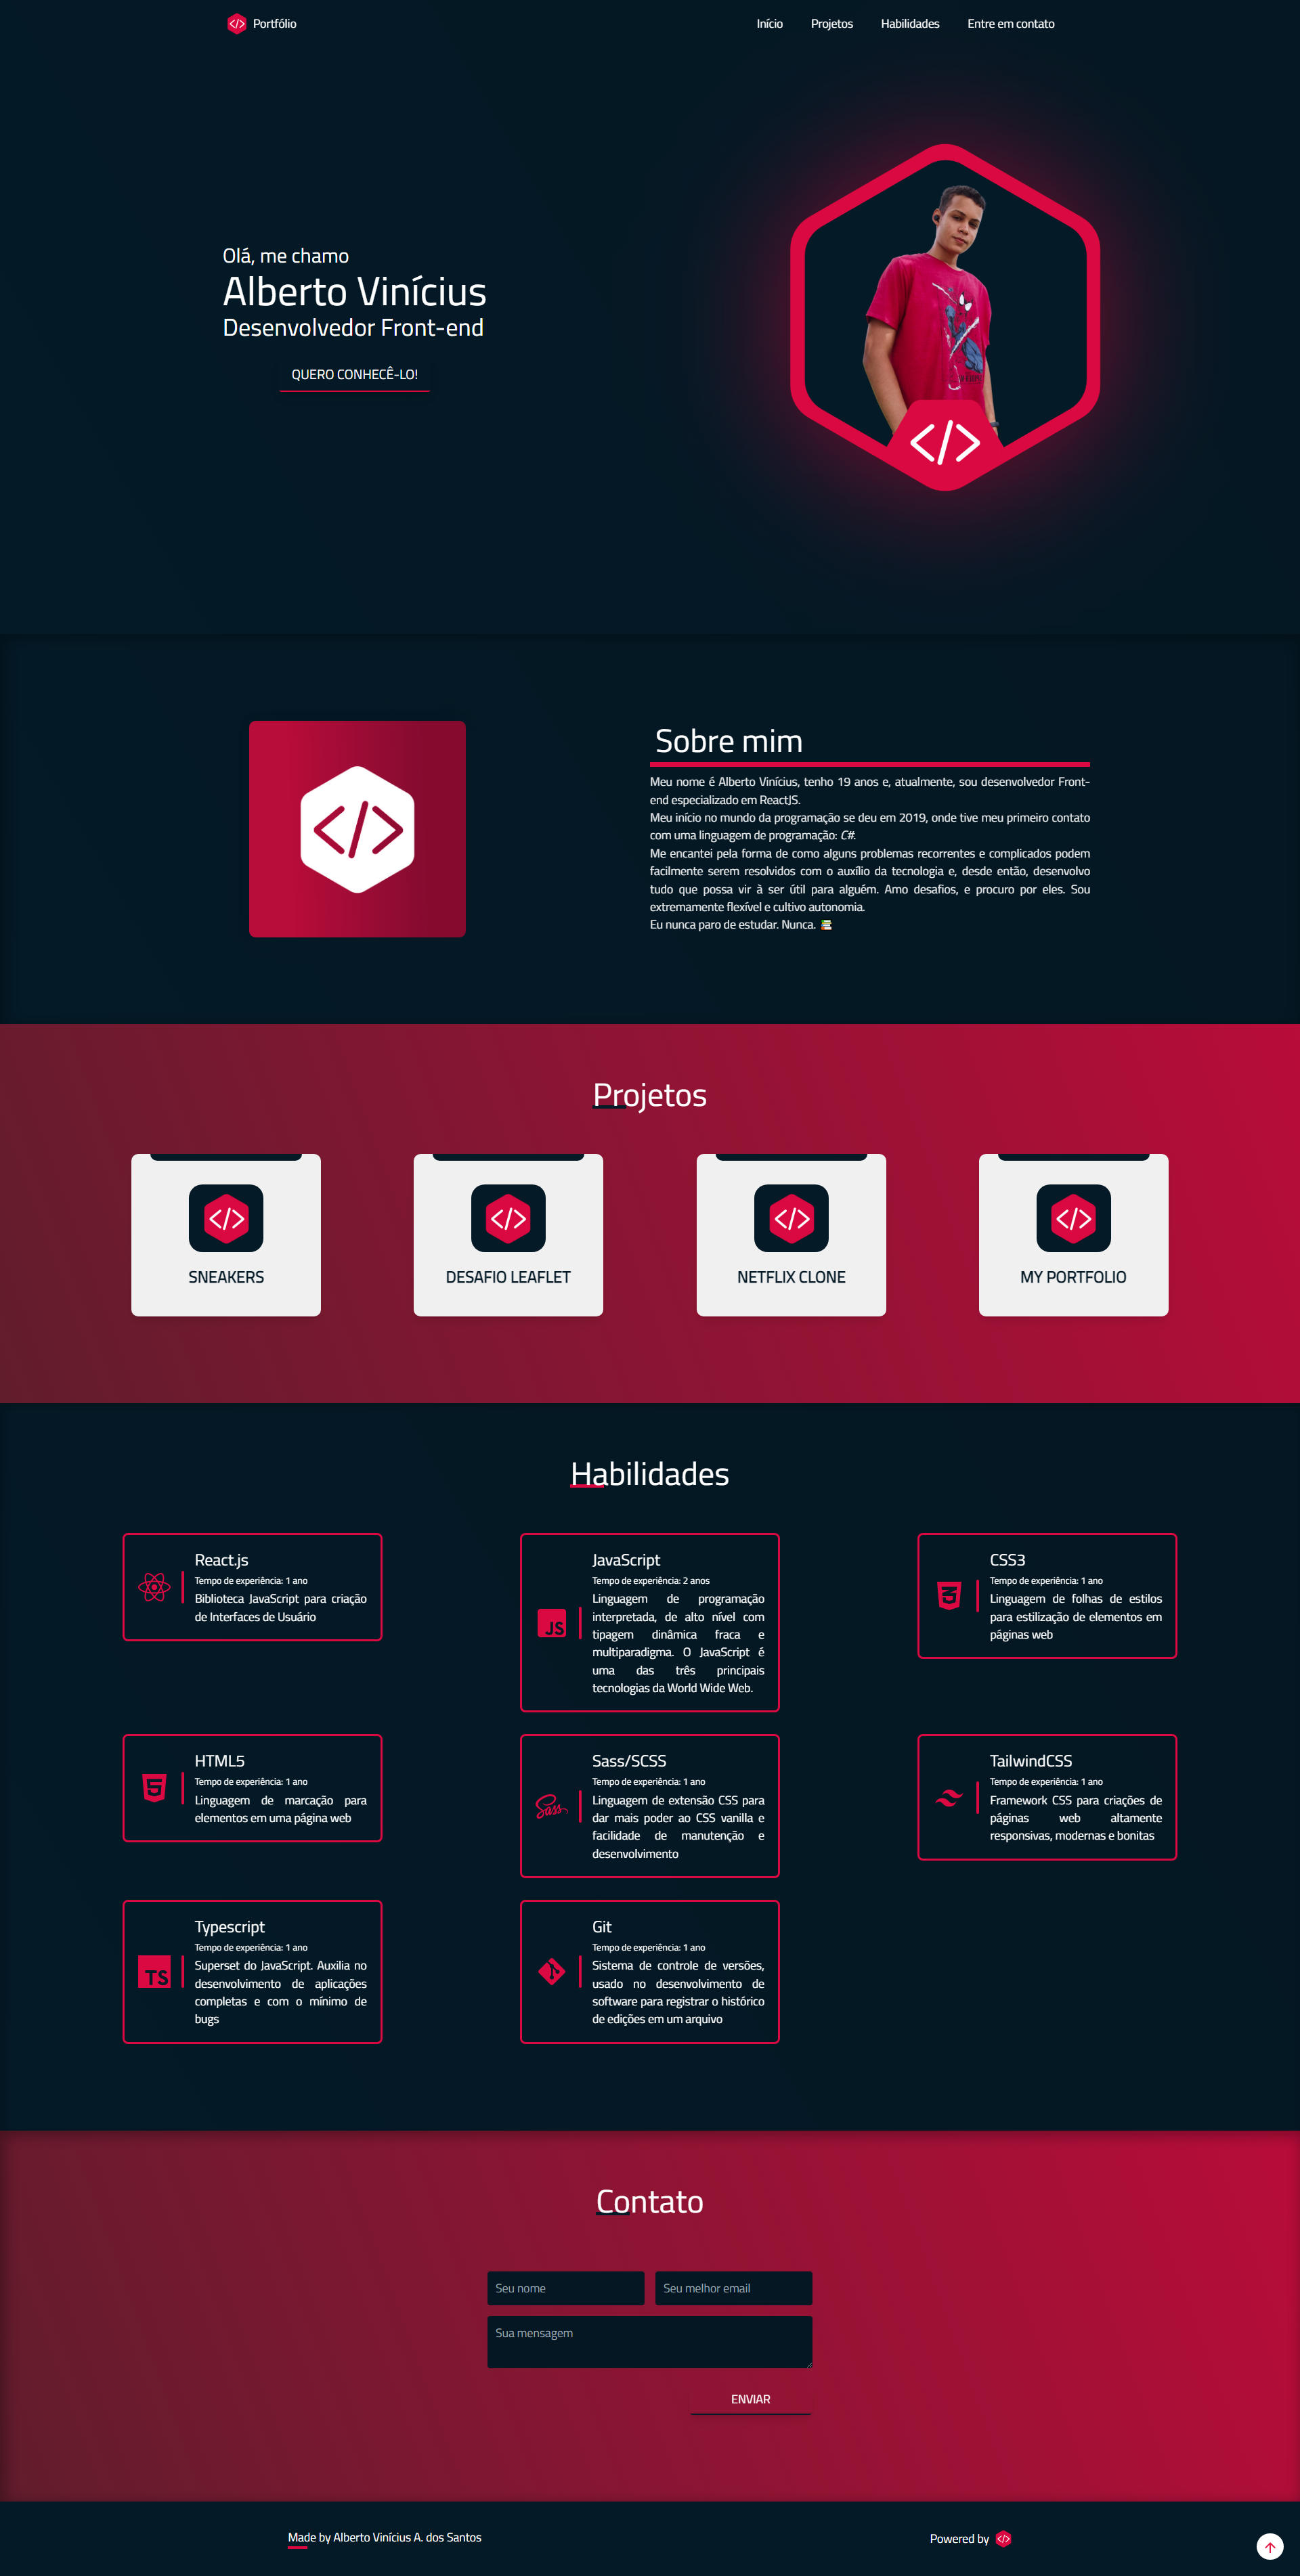 Portfólio
Início
Projetos
Habilidades
Entre em contato
Olá, me chamo
Alberto Vinícius
Desenvolvedor Front-end
QUERO CONHECÊ-LO!
</>
Sobre mim
</>
Meu nome é Alberto Vinícius, tenho 19 anos e, atualmente, sou desenvolvedor Front-
end especializado em ReactJS.
Meu início no mundo da programação se deu em 2019, onde tive meu primeiro contato
com uma linguagem de programação: C#.
Me encantei pela forma de como alguns problemas recorrentes e complicados podem
facilmente serem resolvidos com o auxílio da tecnologia e, desde então, desenvolvo
tudo que possa vir à ser útil para alguém. Amo desafios, e procuro por eles. Sou
extremamente flexível e cultivo autonomia.
Eu nunca paro de estudar. Nunca. 📚
Projetos
</>
SNEAKERS
</>
DESAFIO LEAFLET
</>
NETFLIX CLONE
</>
MY PORTFOLIO
Habilidades
React.js
Tempo de experiência: 1 ano
Biblioteca JavaScript para criação
de Interfaces de Usuário
JS
JavaScript
Tempo de experiência: 2 anos
Linguagem de programação
interpretada, de alto nível com
tipagem dinâmica fraca e
multiparadigma. O JavaScript é
uma das três principais
tecnologias da World Wide Web.
CSS3
Tempo de experiência: 1 ano
Linguagem de folhas de estilos
para estilização de elementos em
páginas web
HTML5
Tempo de experiência: 1 ano
Linguagem de marcação para
elementos em uma página web
Sass
Sass/SCSS
Tempo de experiência: 1 ano
Linguagem de extensão CSS para
dar mais poder ao CSS vanilla e
facilidade de manutenção e
desenvolvimento
TailwindCSS
Tempo de experiência: 1 ano
Framework CSS para criações de
páginas web altamente
responsivas, modernas e bonitas
TS
Typescript
Tempo de experiência: 1 ano
Superset do JavaScript. Auxilia no
desenvolvimento de aplicações
completas e com o mínimo de
bugs
Git
Tempo de experiência: 1 ano
Sistema de controle de versões,
usado no desenvolvimento de
software para registrar o histórico
de edições em um arquivo
Contato
Seu nome
Seu melhor email
Sua mensagem
ENVIAR
Made by Alberto Vinícius A. dos Santos
Powered by </>